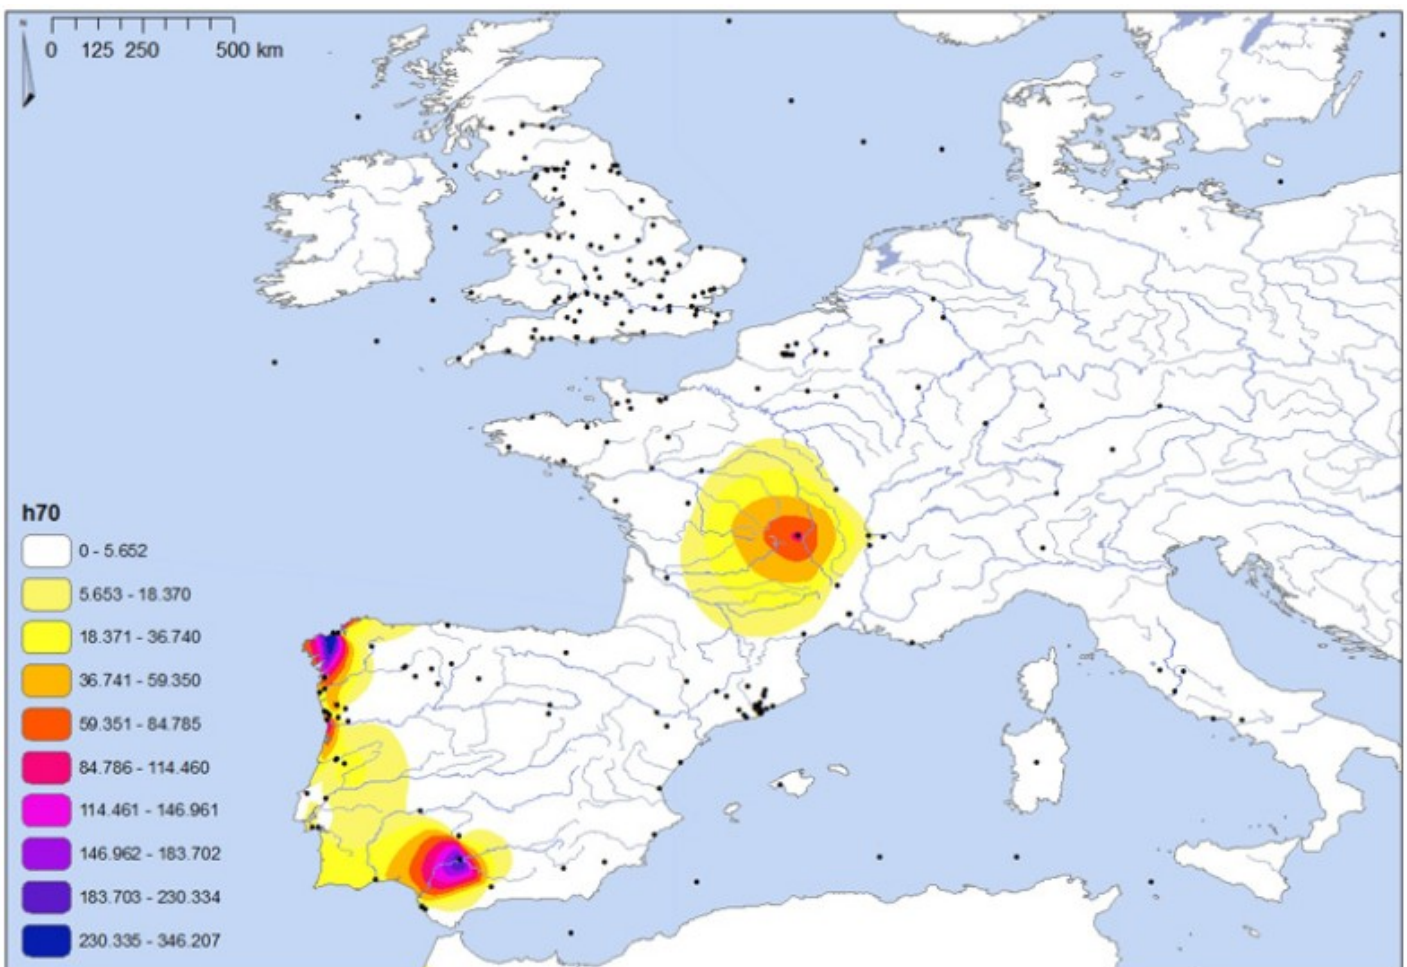 N
0 125 250 500 km
h70
0 - 5.652
5.653 - 18.370
18.371 - 36.740
36.741 - 59.350
59.351 - 84.785
84.786 - 114.460
114.461 - 146.961
146.962 - 183.702
183.703 - 230.334
230.335 - 346.207